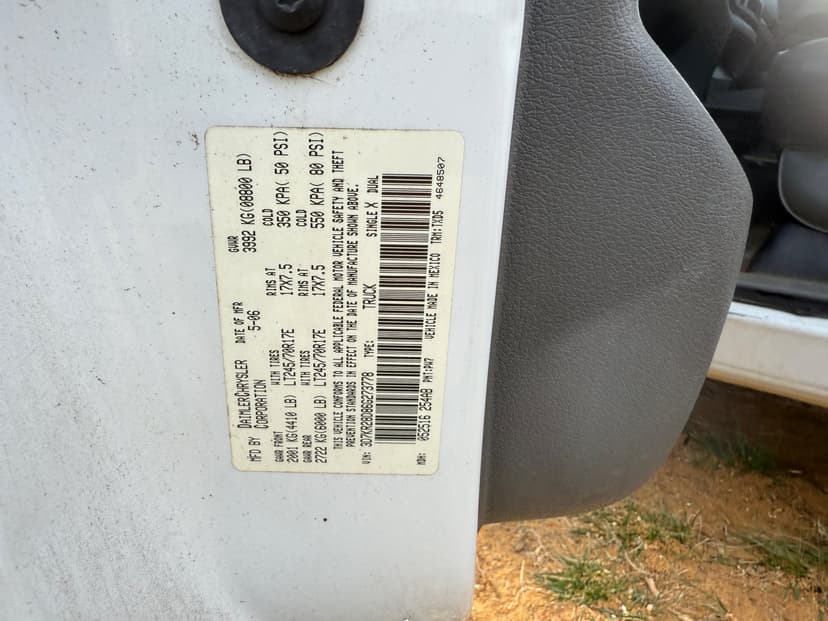 MFD BY DAIMLERCHRYSLER CORPORATION
DATE OF MFR 5-06
GVWR 3992 KG(08800 LB)
GAWR FRONT WITH TIRES RIMS AT COLD
2001 KG(4410 LB) LT245/70R17E 17X7.5 350 KPA( 50 PSI)
GAWR REAR WITH TIRES RIMS AT COLD
2722 KG(6000 LB) LT245/70R17E 17X7.5 550 KPA( 80 PSI)
THIS VEHICLE CONFORMS TO ALL APPLICABLE FEDERAL MOTOR VEHICLE SAFETY AND THEFT
PREVENTION STANDARDS IN EFFECT ON THE DATE OF MANUFACTURE SHOWN ABOVE.
VIN: 3D7KR28D86G273778 TYPE: TRUCK SINGLE X DUAL
MDH: 052516 254AB PNT:PW7 VEHICLE MADE IN MEXICO TRM:TXD5 4648507